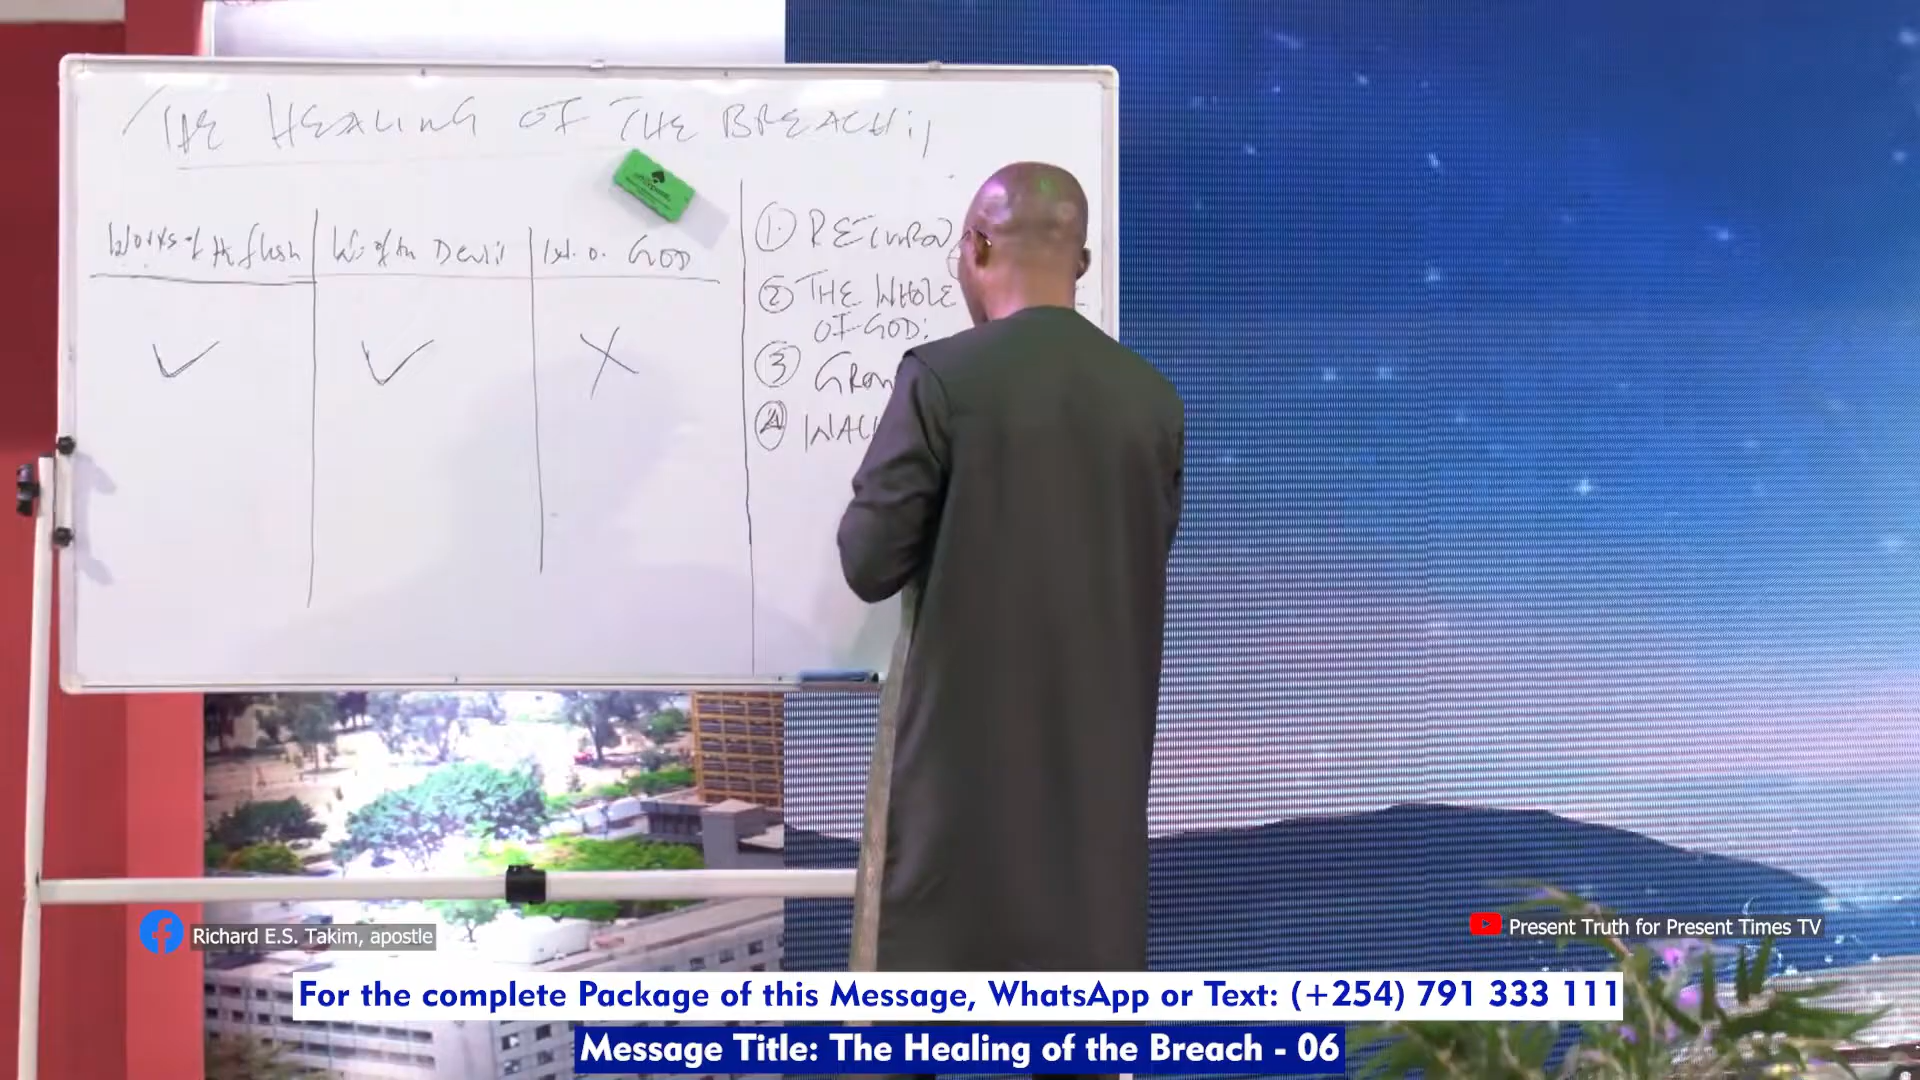 THE HEALING OF THE BREACH:,
Works of the flesh
W. of the Devil
W. o. GOD
1.
2 THE WHOLE
OF GOD:
3
4
Richard E.S. Takim, apostle
Present Truth for Present Times TV
For the complete Package of this Message, WhatsApp or Text: (+254) 791 333 111
Message Title: The Healing of the Breach - 06